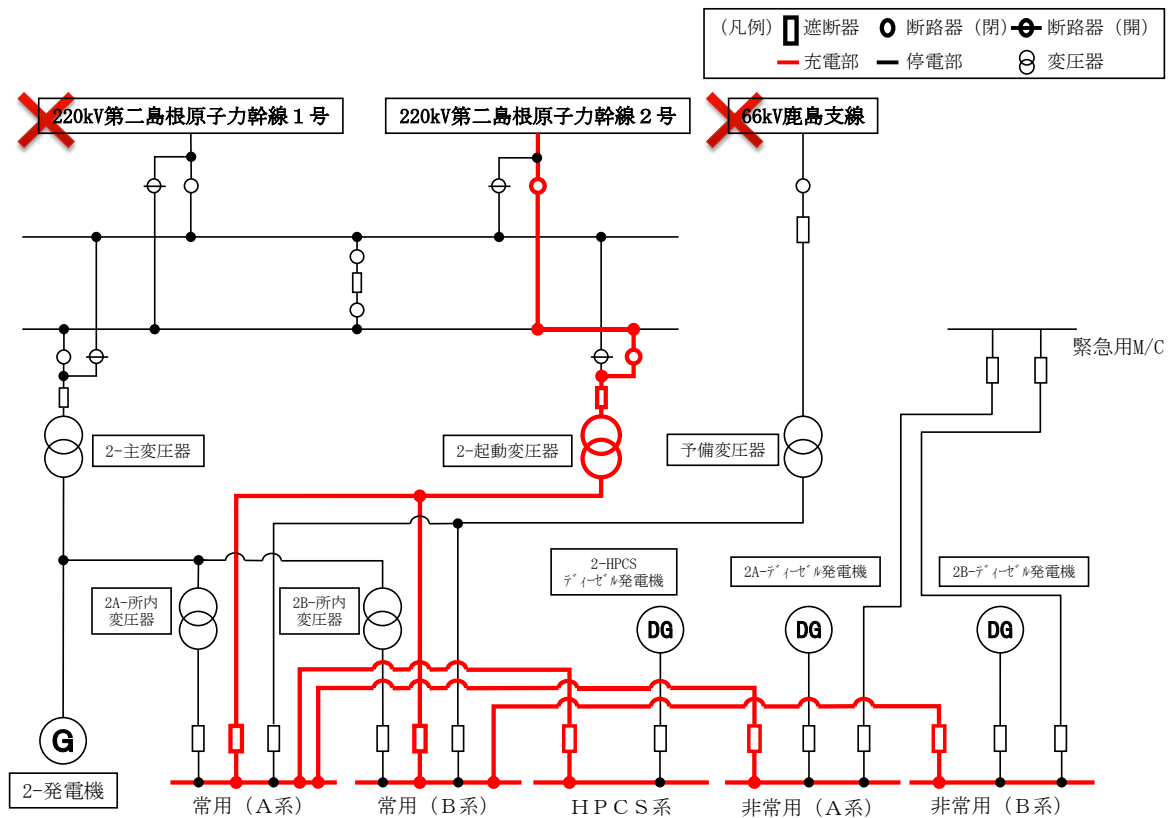 （凡例） 遮断器 断路器（閉） 断路器（開）
充電部 停電部 変圧器
220kV第二島根原子力幹線１号
220kV第二島根原子力幹線２号
66kV鹿島支線
緊急用M/C
2-主変圧器
2-起動変圧器
予備変圧器
2A-所内
変圧器
2B-所内
変圧器
2-HPCS
ﾃﾞｨｰｾﾞﾙ発電機
2A-ﾃﾞｨｰｾﾞﾙ発電機
2B-ﾃﾞｨｰｾﾞﾙ発電機
DG
DG
DG
G
2-発電機
常用（Ａ系）
常用（Ｂ系）
ＨＰＣＳ系
非常用（Ａ系）
非常用（Ｂ系）